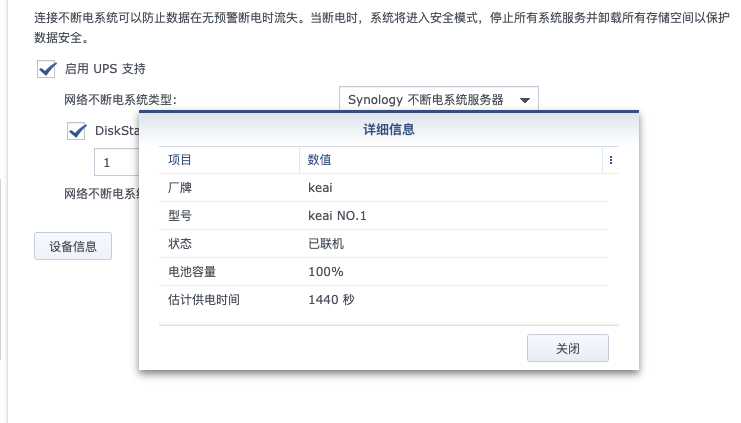 连接不断电系统可以防止数据在无预警断电时流失。当断电时，系统将进入安全模式，停止所有系统服务并卸载所有存储空间以保护
数据安全。
启用 UPS 支持
网络不断电系统类型: Synology 不断电系统服务器
DiskSta
1
网络不断电系
设备信息
详细信息
项目 数值
厂牌 keai
型号 keai NO.1
状态 已联机
电池容量 100%
估计供电时间 1440 秒
关闭